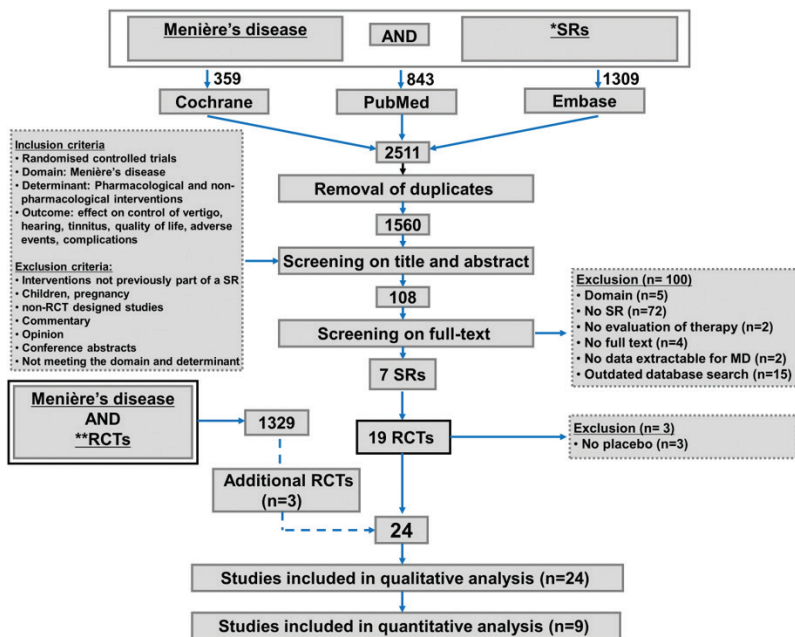 Menière’s disease
AND
*SRs
359
843
1309
Cochrane
PubMed
Embase
2511
Removal of duplicates
1560
Inclusion criteria
• Randomised controlled trials
• Domain: Menière’s disease
• Determinant: Pharmacological and non-
pharmacological interventions
• Outcome: effect on control of vertigo,
hearing, tinnitus, quality of life, adverse
events, complications
Exclusion criteria:
• Interventions not previously part of a SR
• Children, pregnancy
• non-RCT designed studies
• Commentary
• Opinion
• Conference abstracts
• Not meeting the domain and determinant
Screening on title and abstract
108
Screening on full-text
Exclusion (n= 100)
• Domain (n=5)
• No SR (n=72)
• No evaluation of therapy (n=2)
• No full text (n=4)
• No data extractable for MD (n=2)
• Outdated database search (n=15)
7 SRs
Menière’s disease
AND
**RCTs
1329
19 RCTs
Exclusion (n= 3)
• No placebo (n=3)
Additional RCTs
(n=3)
24
Studies included in qualitative analysis (n=24)
Studies included in quantitative analysis (n=9)